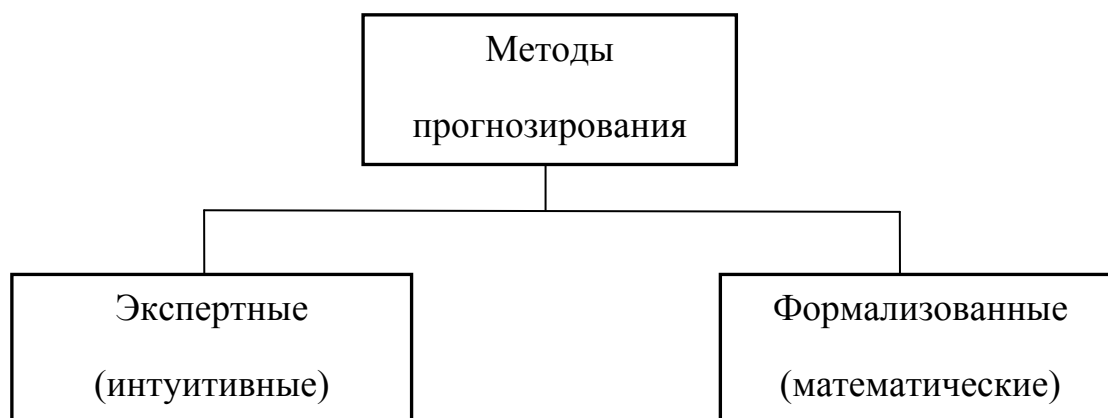 Методы
прогнозирования
Экспертные
(интуитивные)
Формализованные
(математические)